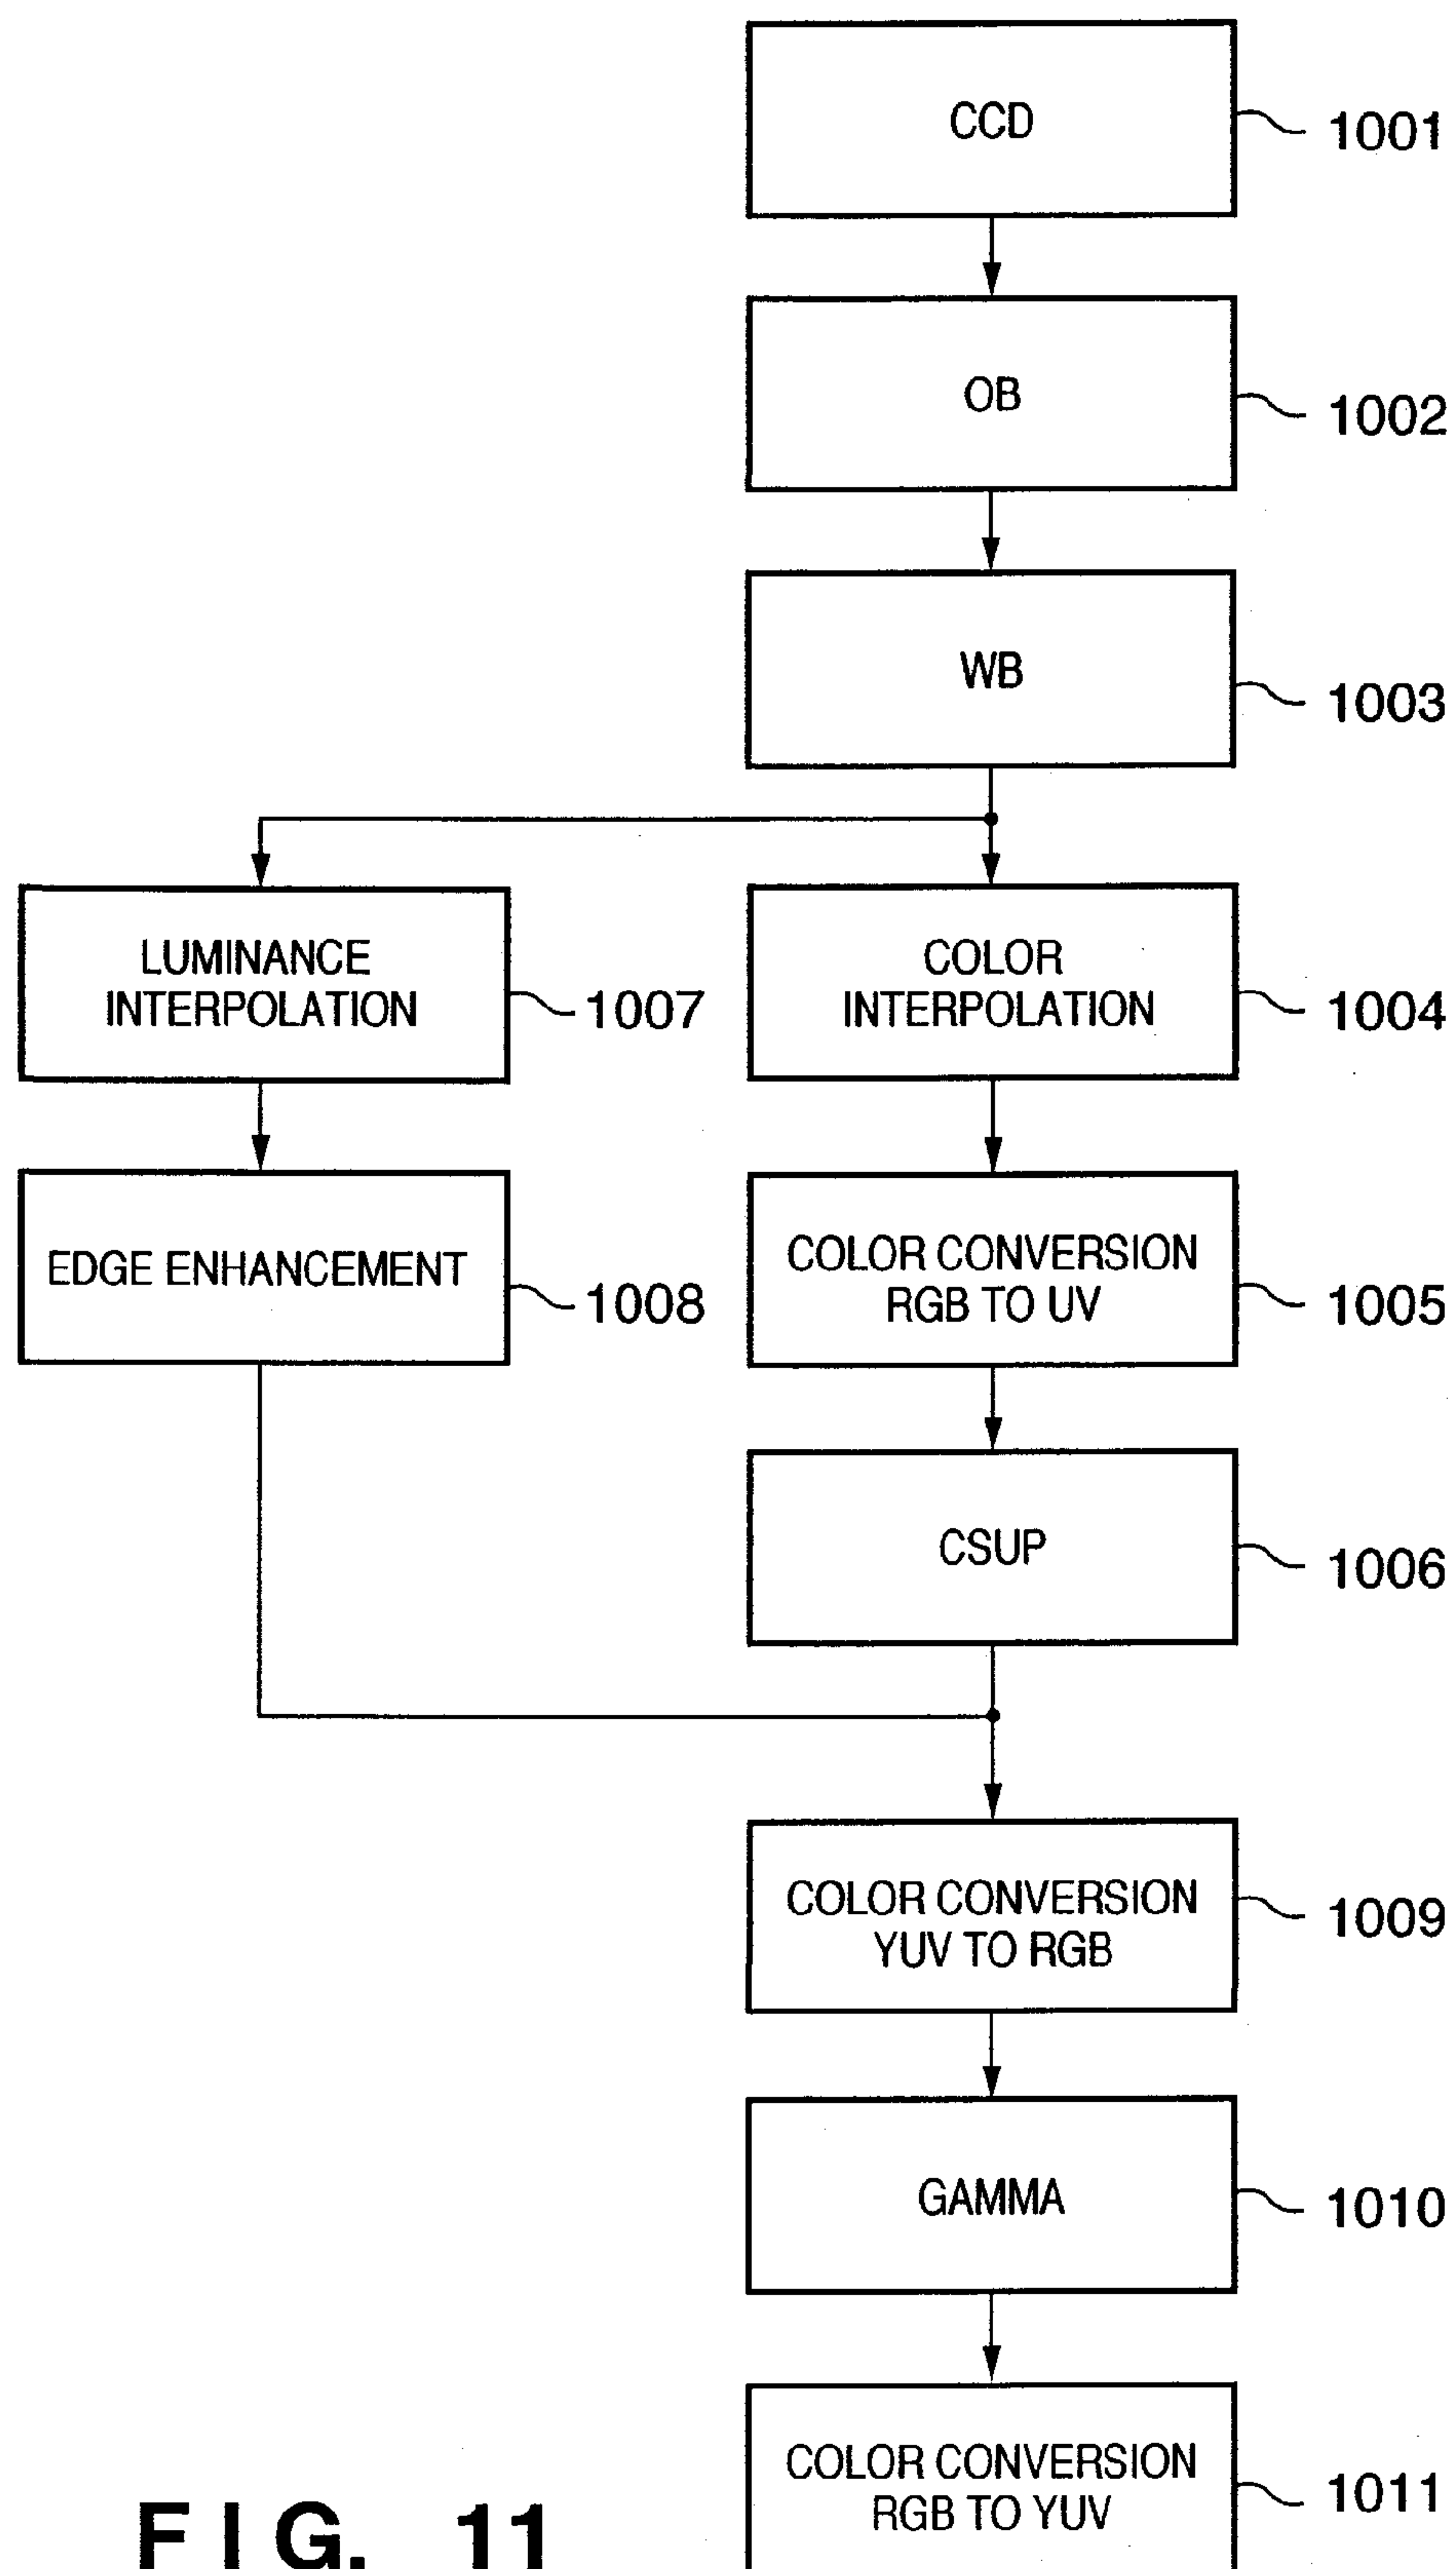 CCD
1001
OB
1002
WB
1003
LUMINANCE
INTERPOLATION
1007
COLOR
INTERPOLATION
1004
EDGE ENHANCEMENT
1008
COLOR CONVERSION
RGB TO UV
1005
CSUP
1006
COLOR CONVERSION
YUV TO RGB
1009
GAMMA
1010
COLOR CONVERSION
RGB TO YUV
1011
FIG. 11